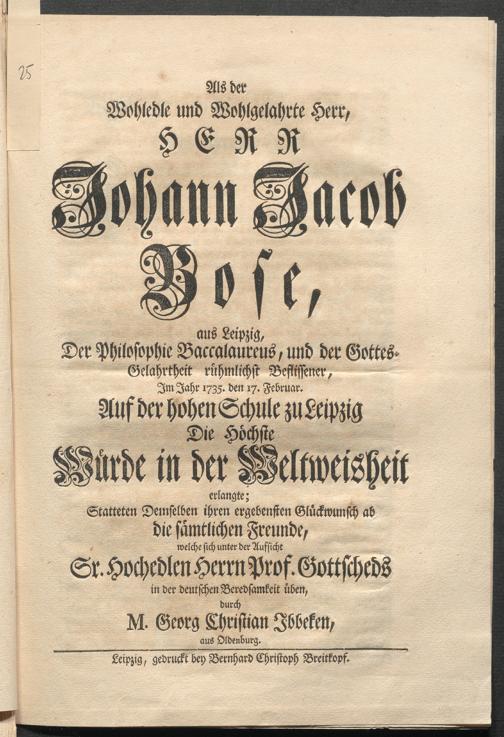 25
Als der
Wohledle und Wohlgelahrte Herr,
HERR
Johann Jacob
Bose,
aus Leipzig,
Der Philosophie Baccalaureus, und der Gottes-
Gelahrtheit rühmlichst Beflissener,
Im Jahr 1735. den 17. Februar.
Auf der hohen Schule zu Leipzig
Die Höchste
Würde in der Weltweisheit
erlangte;
Statteten Demselben ihren ergebensten Glückwunsch ab
die sämtlichen Freunde,
welche sich unter der Aufsicht
Sr. Hochedlen Herrn Prof. Gottscheds
in der deutschen Beredsamkeit üben,
durch
M. Georg Christian Ibbeken,
aus Oldenburg.
Leipzig, gedruckt bey Bernhard Christoph Breitkopf.